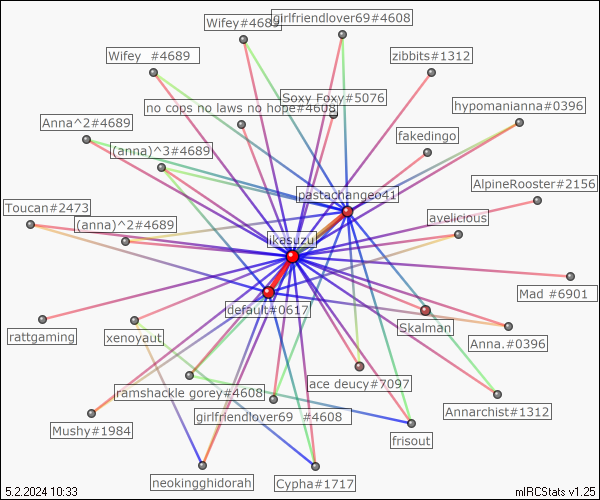 girlfriendlover69#4608
Wifey#4689
Wifey  #4689
zibbits#1312
Soxy Foxy#5076
no cops no laws no hope#4608
hypomanianna#0396
Anna^2#4689
fakedingo
(anna)^3#4689
AlpineRooster#2156
pastachangeo41
Toucan#2473
avelicious
(anna)^2#4689
ikasuzu
Mad  #6901
default#0617
rattgaming
xenoyaut
Skalman
Anna.#0396
ace deucy#7097
ramshackle gorey#4608
Annarchist#1312
girlfriendlover69  #4608
Mushy#1984
frisout
neokingghidorah
Cypha#1717
5.2.2024 10:33
mIRCStats v1.25